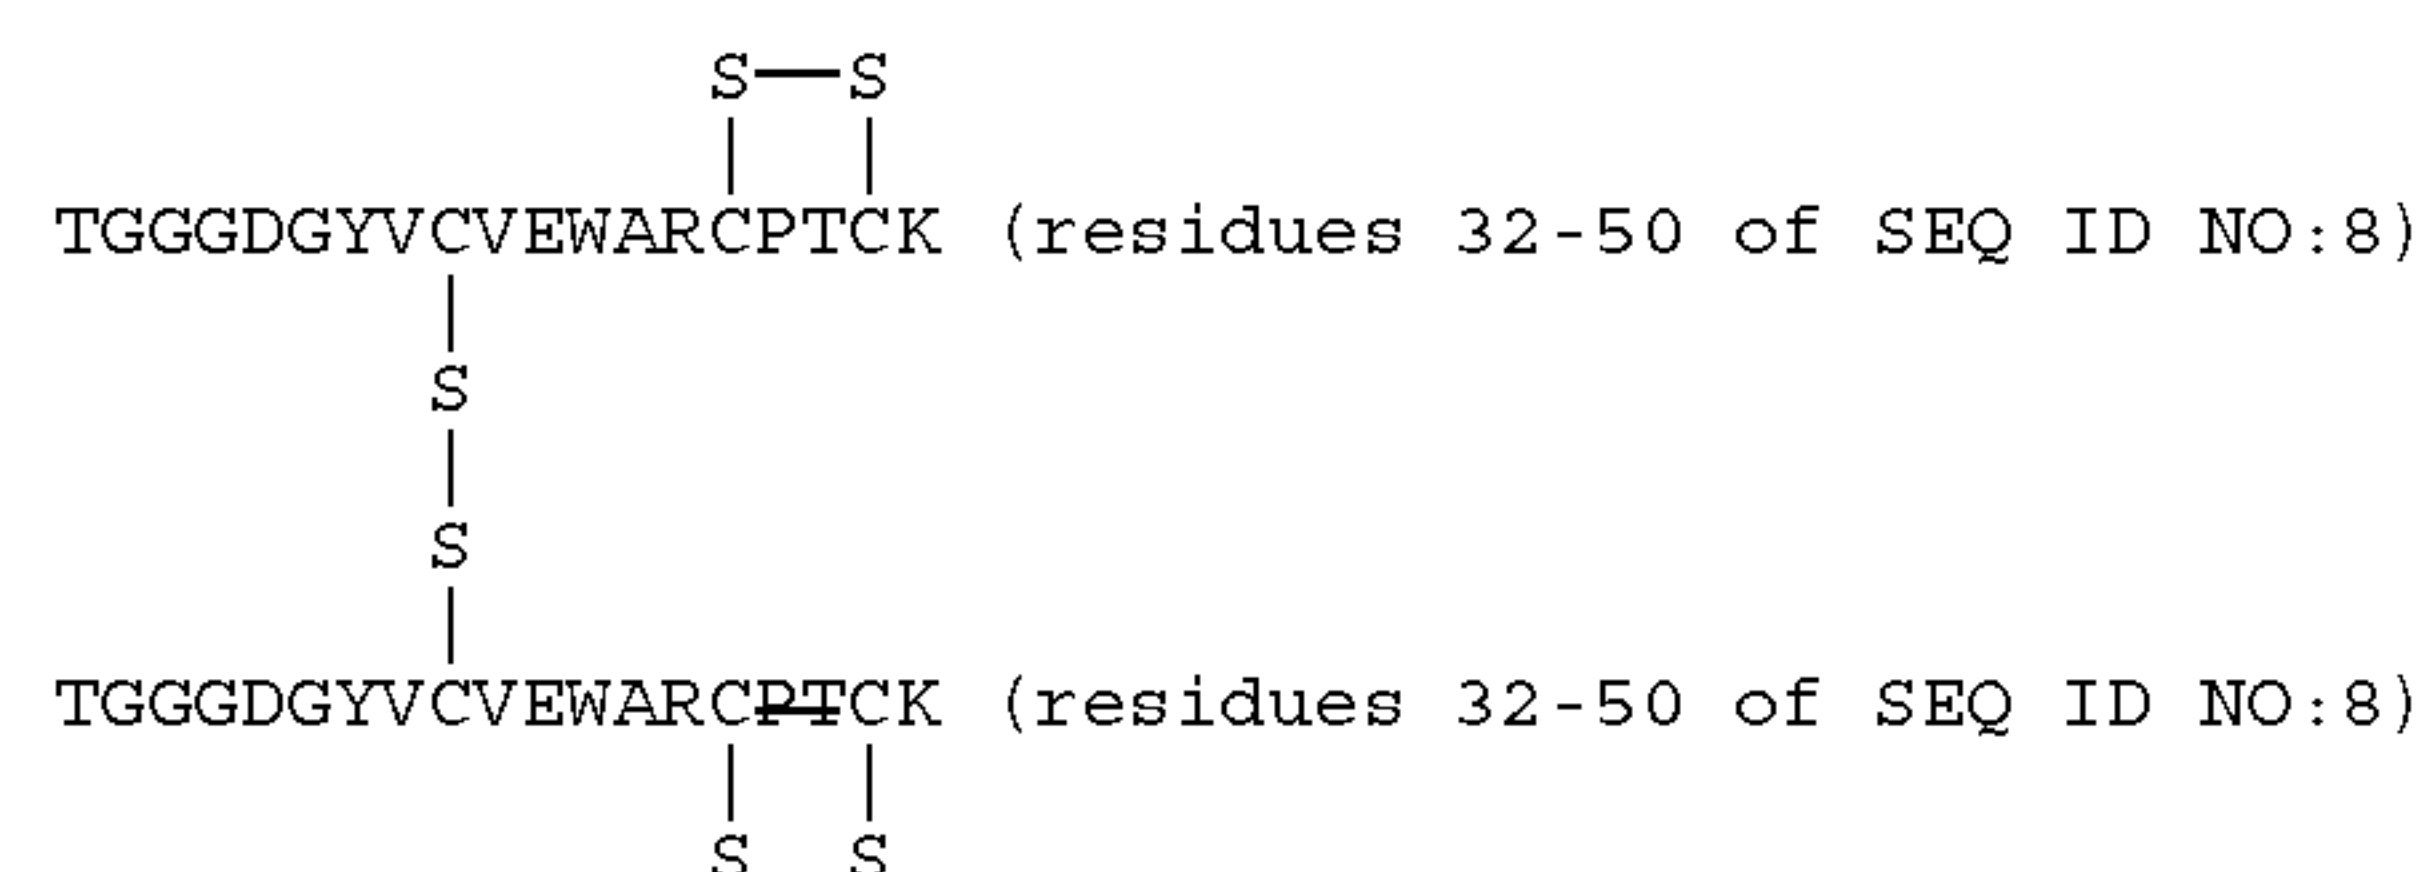 S—S
TGGGDGYVCVEWARCPTCK (residues 32-50 of SEQ ID NO:8)
S
S
TGGGDGYVCVEWARCPTCK (residues 32-50 of SEQ ID NO:8)
S S